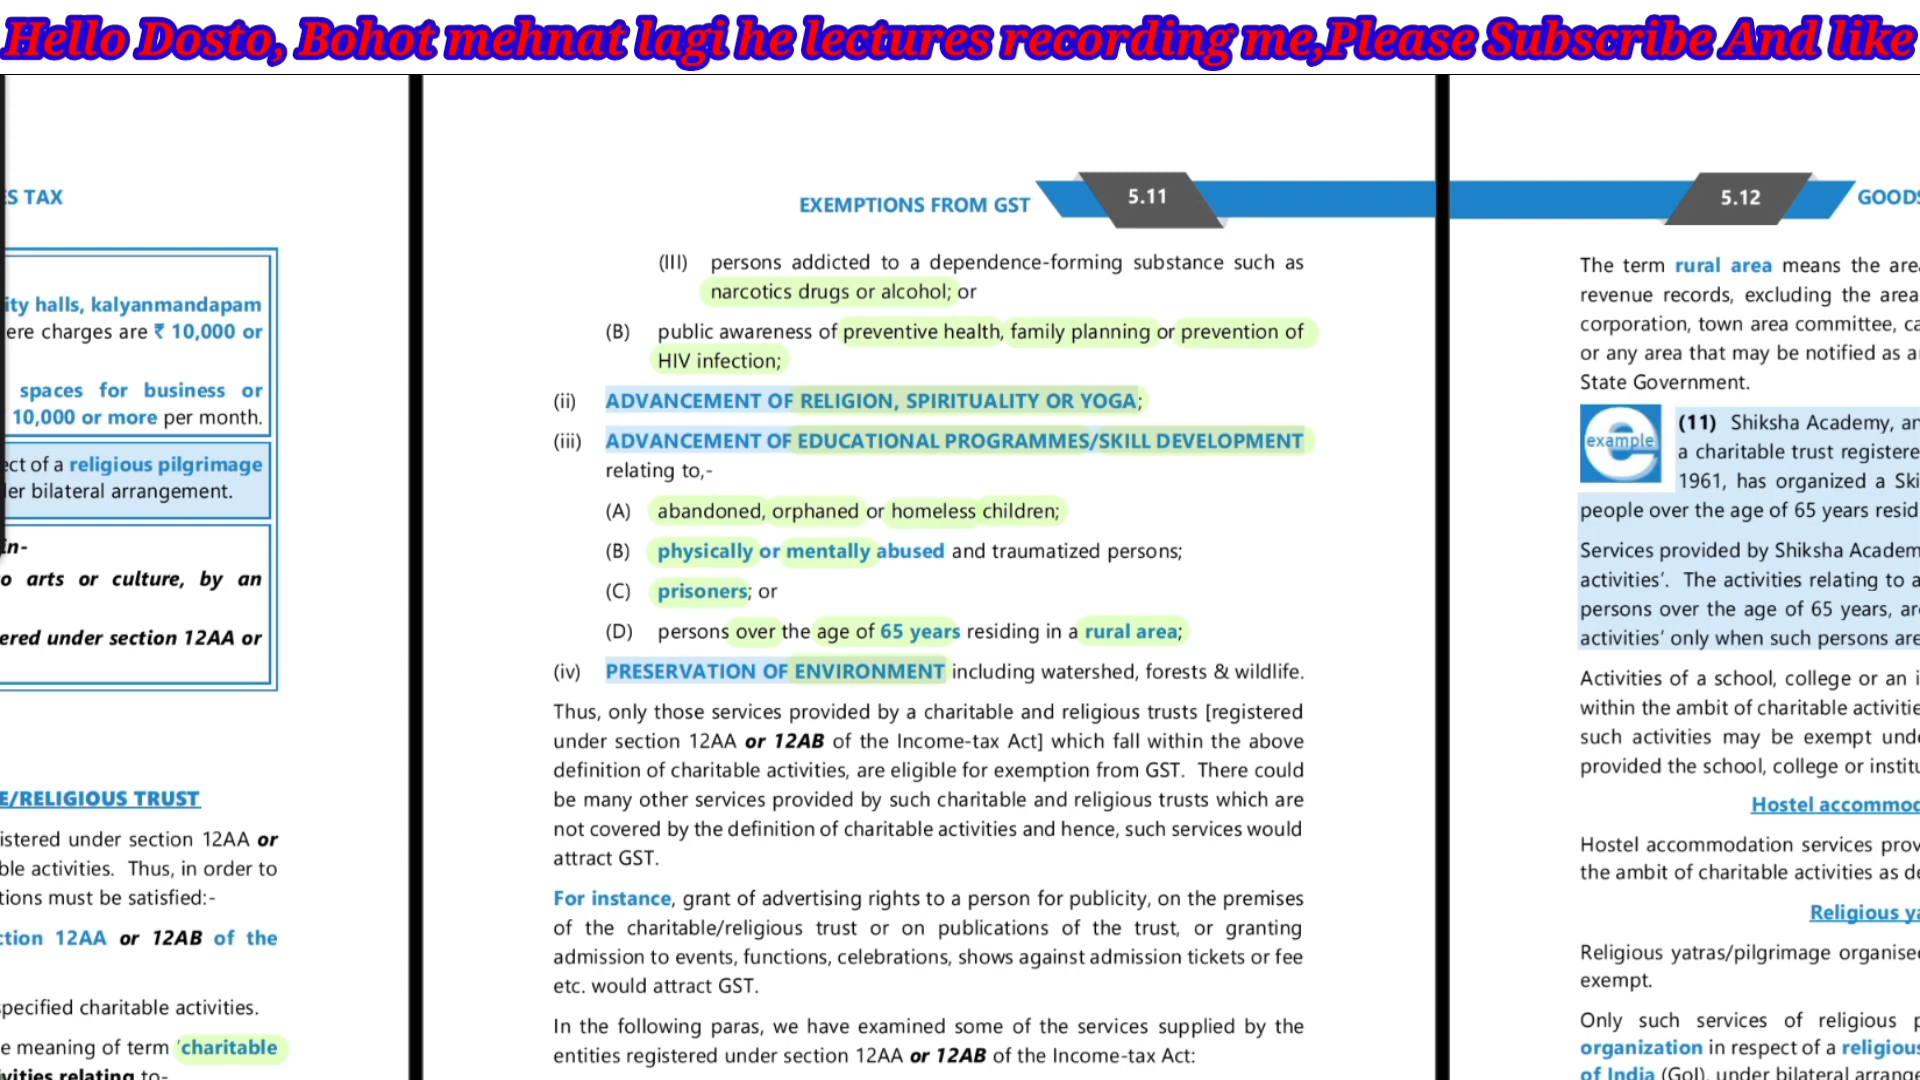 Hello Dosto, Bohot mehnat lagi he lectures recording me,Please Subscribe And like
S TAX
ity halls, kalyanmandapam
ere charges are ₹ 10,000 or
spaces for business or
10,000 or more per month.
ect of a religious pilgrimage
er bilateral arrangement.
in-
o arts or culture, by an
ered under section 12AA or
E/RELIGIOUS TRUST
istered under section 12AA or
ble activities. Thus, in order to
tions must be satisfied:-
ction 12AA or 12AB of the
pecified charitable activities.
e meaning of term 'charitable
vities relating to-
EXEMPTIONS FROM GST
5.11
(III) persons addicted to a dependence-forming substance such as
narcotics drugs or alcohol; or
(B) public awareness of preventive health, family planning or prevention of
HIV infection;
(ii) ADVANCEMENT OF RELIGION, SPIRITUALITY OR YOGA;
(iii) ADVANCEMENT OF EDUCATIONAL PROGRAMMES/SKILL DEVELOPMENT
relating to,-
(A) abandoned, orphaned or homeless children;
(B) physically or mentally abused and traumatized persons;
(C) prisoners; or
(D) persons over the age of 65 years residing in a rural area;
(iv) PRESERVATION OF ENVIRONMENT including watershed, forests & wildlife.
Thus, only those services provided by a charitable and religious trusts [registered
under section 12AA or 12AB of the Income-tax Act] which fall within the above
definition of charitable activities, are eligible for exemption from GST. There could
be many other services provided by such charitable and religious trusts which are
not covered by the definition of charitable activities and hence, such services would
attract GST.
For instance, grant of advertising rights to a person for publicity, on the premises
of the charitable/religious trust or on publications of the trust, or granting
admission to events, functions, celebrations, shows against admission tickets or fee
etc. would attract GST.
In the following paras, we have examined some of the services supplied by the
entities registered under section 12AA or 12AB of the Income-tax Act:
5.12
GOODS
The term rural area means the area
revenue records, excluding the area
corporation, town area committee, ca
or any area that may be notified as a
State Government.
example
(11) Shiksha Academy, an
a charitable trust registere
1961, has organized a Ski
people over the age of 65 years resid
Services provided by Shiksha Academ
activities'. The activities relating to a
persons over the age of 65 years, are
activities' only when such persons are
Activities of a school, college or an i
within the ambit of charitable activitie
such activities may be exempt unde
provided the school, college or institu
Hostel accommod
Hostel accommodation services prov
the ambit of charitable activities as de
Religious ya
Religious yatras/pilgrimage organised
exempt.
Only such services of religious p
organization in respect of a religious
of India (GoI), under bilateral arrange